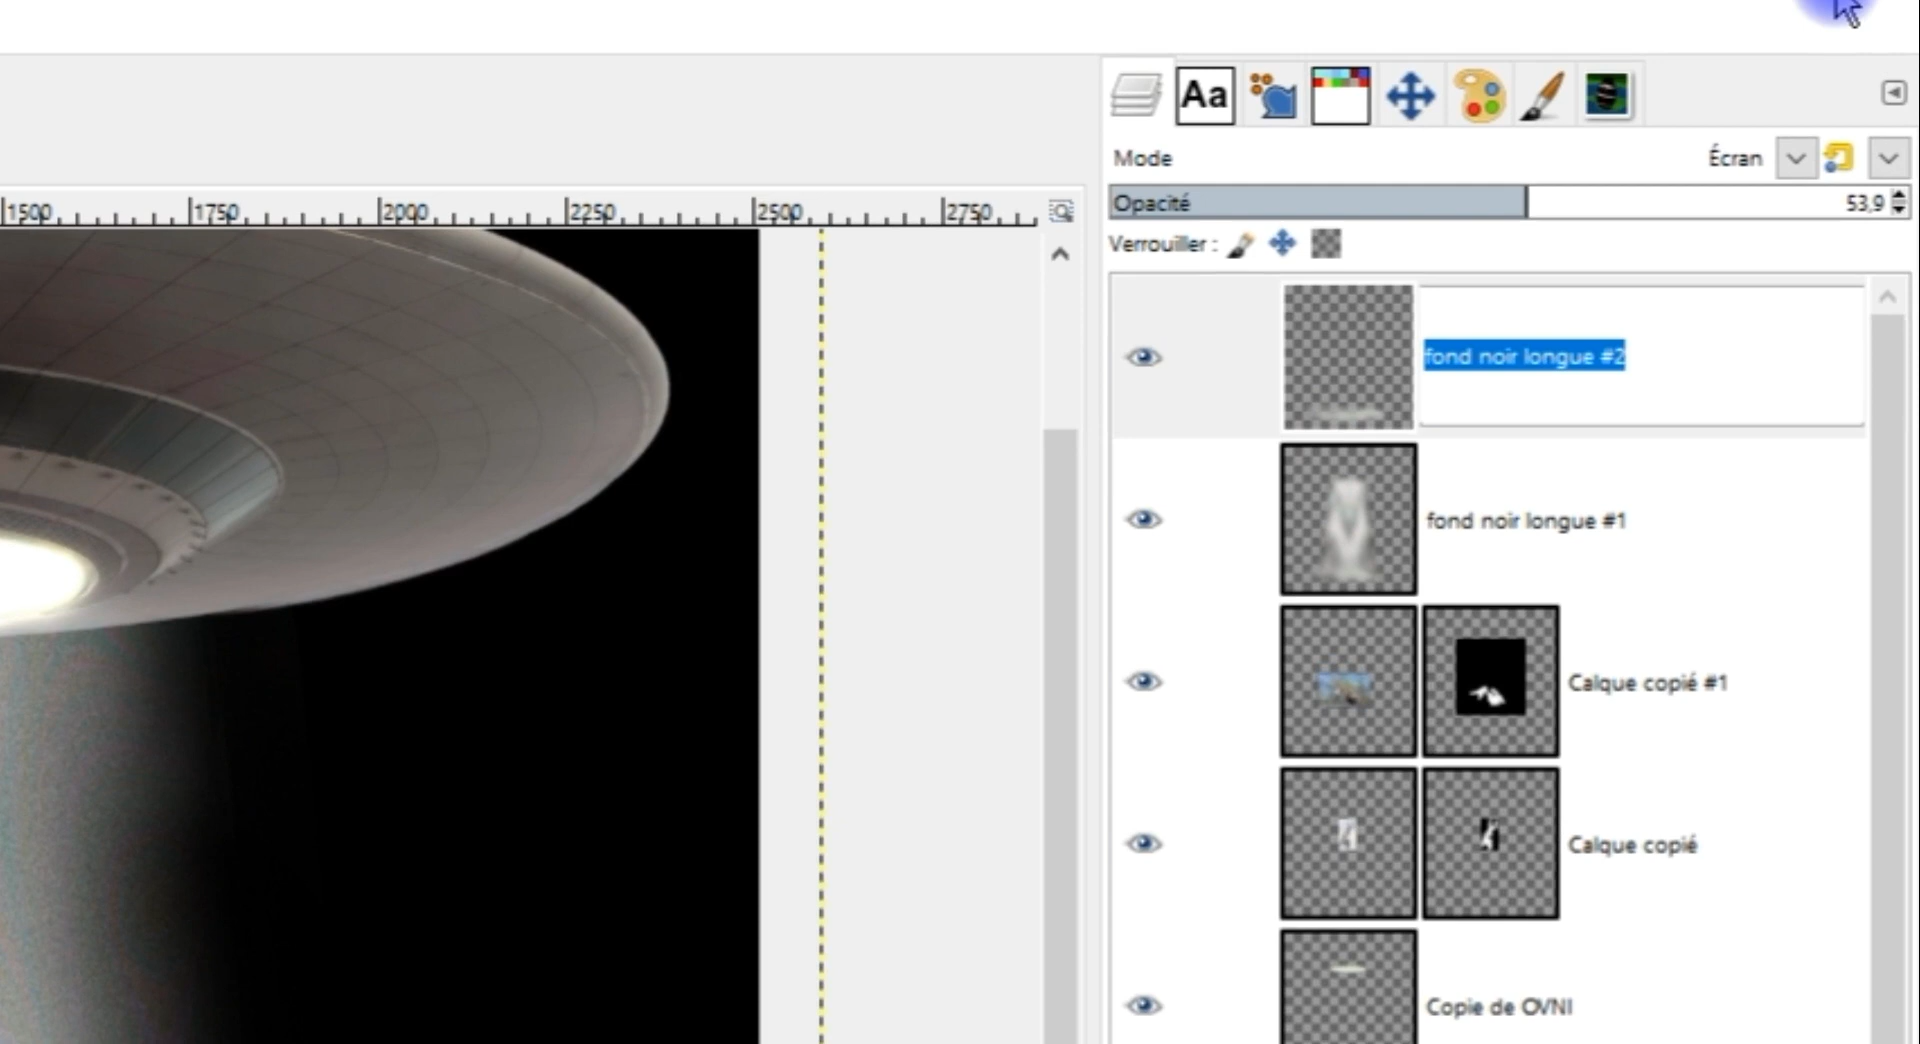 Aa
Mode Écran
Opacité 53,9
Verrouiller :
1500 1750 2000 2250 2500 2750
fond noir longue #2
fond noir longue #1
Calque copié #1
Calque copié
Copie de OVNI